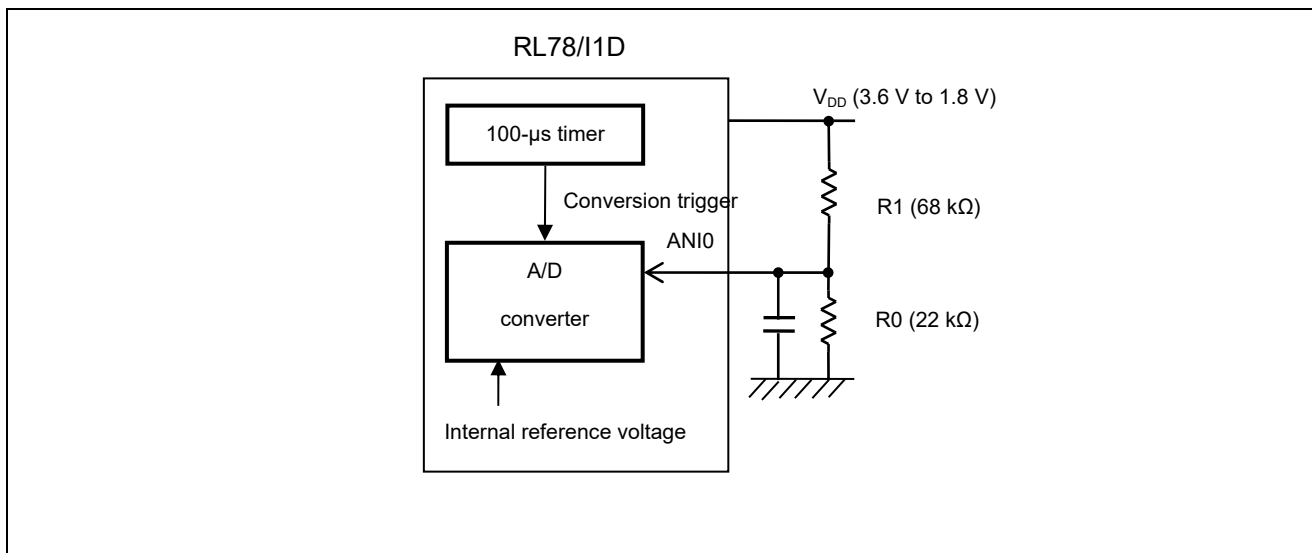 RL78/I1D
V_DD (3.6 V to 1.8 V)
100-µs timer
R1 (68 kΩ)
Conversion trigger
ANI0
A/D
converter
R0 (22 kΩ)
Internal reference voltage